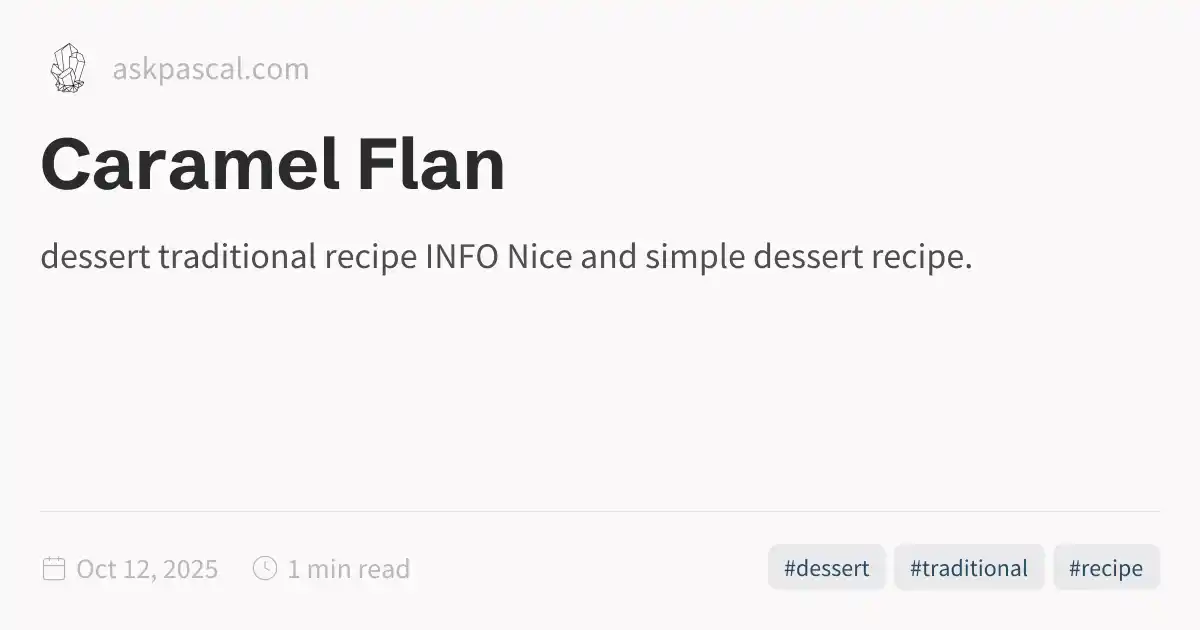 askpascal.com
Caramel Flan
dessert traditional recipe INFO Nice and simple dessert recipe.
Oct 12, 2025 1 min read #dessert #traditional #recipe